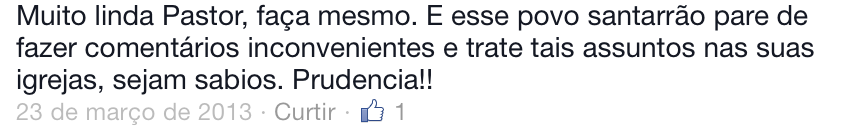 Muito linda Pastor, faça mesmo. E esse povo santarrão pare de
fazer comentários inconvenientes e trate tais assuntos nas suas
igrejas, sejam sabios. Prudencia!!
23 de março de 2013 · Curtir · 1